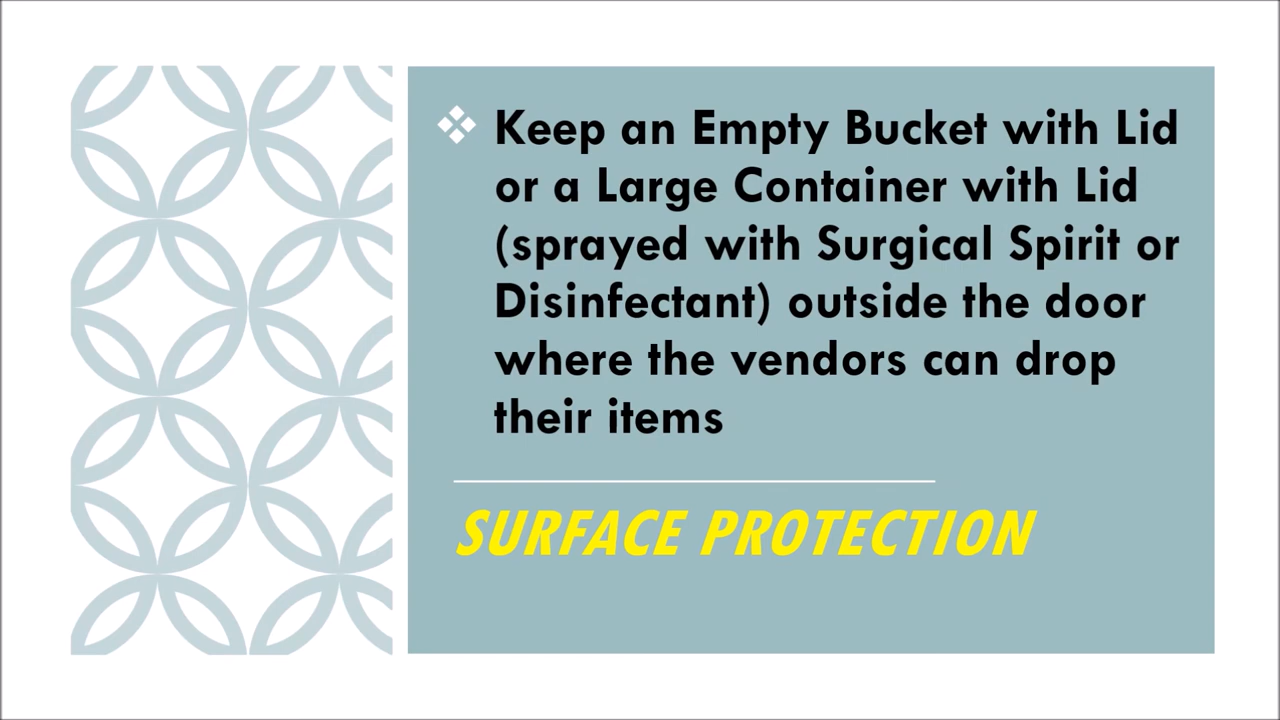 Keep an Empty Bucket with Lid
or a Large Container with Lid
(sprayed with Surgical Spirit or
Disinfectant) outside the door
where the vendors can drop
their items
SURFACE PROTECTION